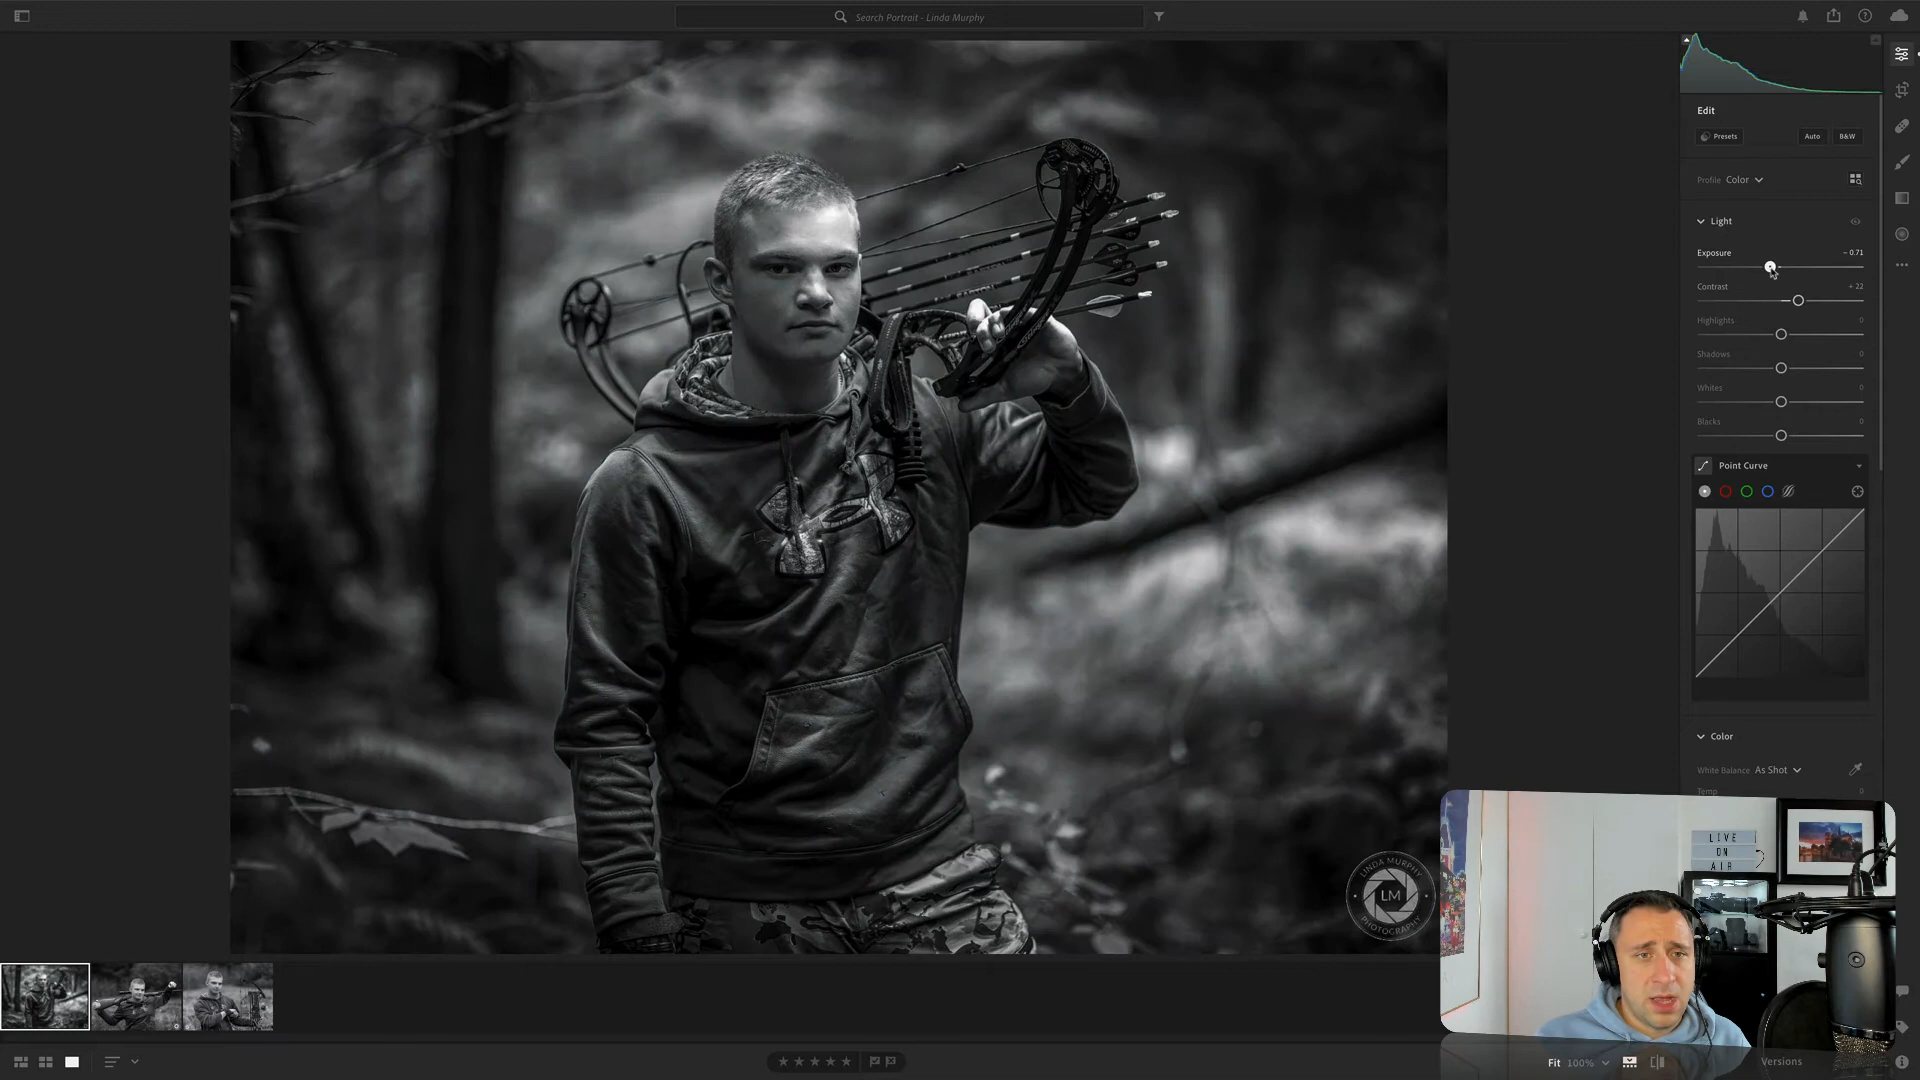 Search Portrait - Linda Murphy
Edit
Presets
Auto
B&W
Profile Color
Light
Exposure − 0.71
Contrast + 22
Highlights 0
Shadows 0
Whites 0
Blacks 0
Point Curve
Color
White Balance As Shot
Temp 0
LINDA MURPHY
LM
PHOTOGRAPHY
LIVE
ON
AIR
Fit 100%
Versions